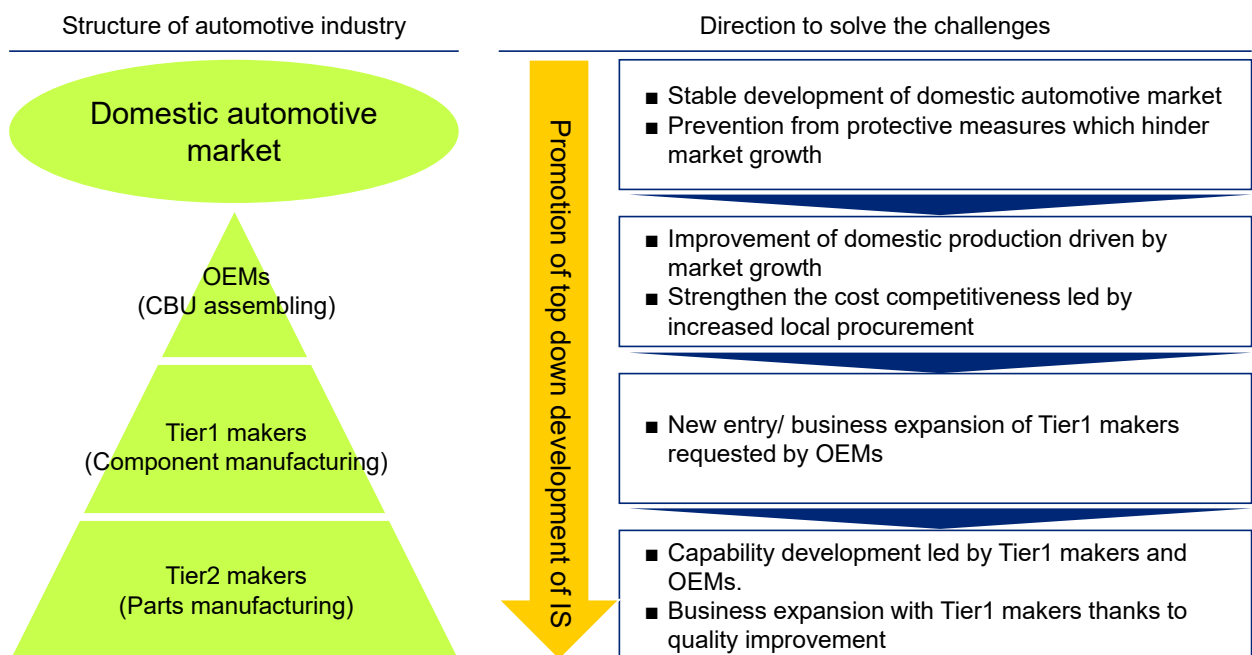 Structure of automotive industry
Direction to solve the challenges
Domestic automotive
market
OEMs
(CBU assembling)
Tier1 makers
(Component manufacturing)
Tier2 makers
(Parts manufacturing)
Promotion of top down development of IS
■ Stable development of domestic automotive market
■ Prevention from protective measures which hinder
market growth
■ Improvement of domestic production driven by
market growth
■ Strengthen the cost competitiveness led by
increased local procurement
■ New entry/ business expansion of Tier1 makers
requested by OEMs
■ Capability development led by Tier1 makers and
OEMs.
■ Business expansion with Tier1 makers thanks to
quality improvement